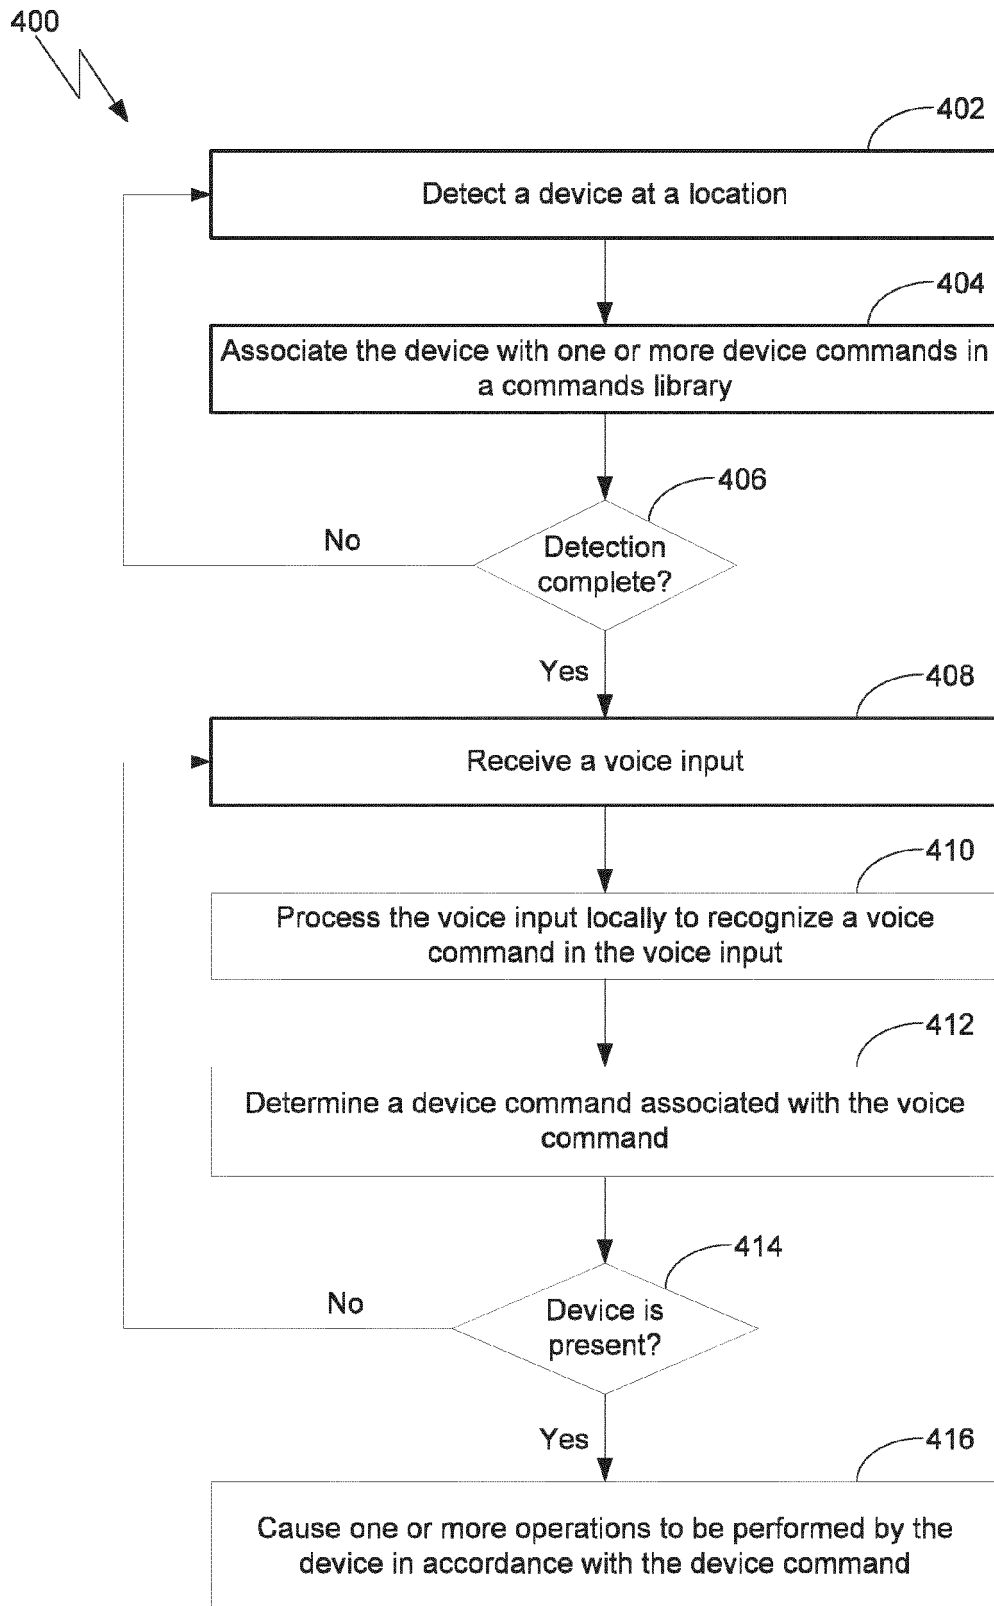 400
402
Detect a device at a location
404
Associate the device with one or more device commands in
a commands library
406
Detection
complete?
No
Yes
408
Receive a voice input
410
Process the voice input locally to recognize a voice
command in the voice input
412
Determine a device command associated with the voice
command
414
Device is
present?
No
Yes
416
Cause one or more operations to be performed by the
device in accordance with the device command